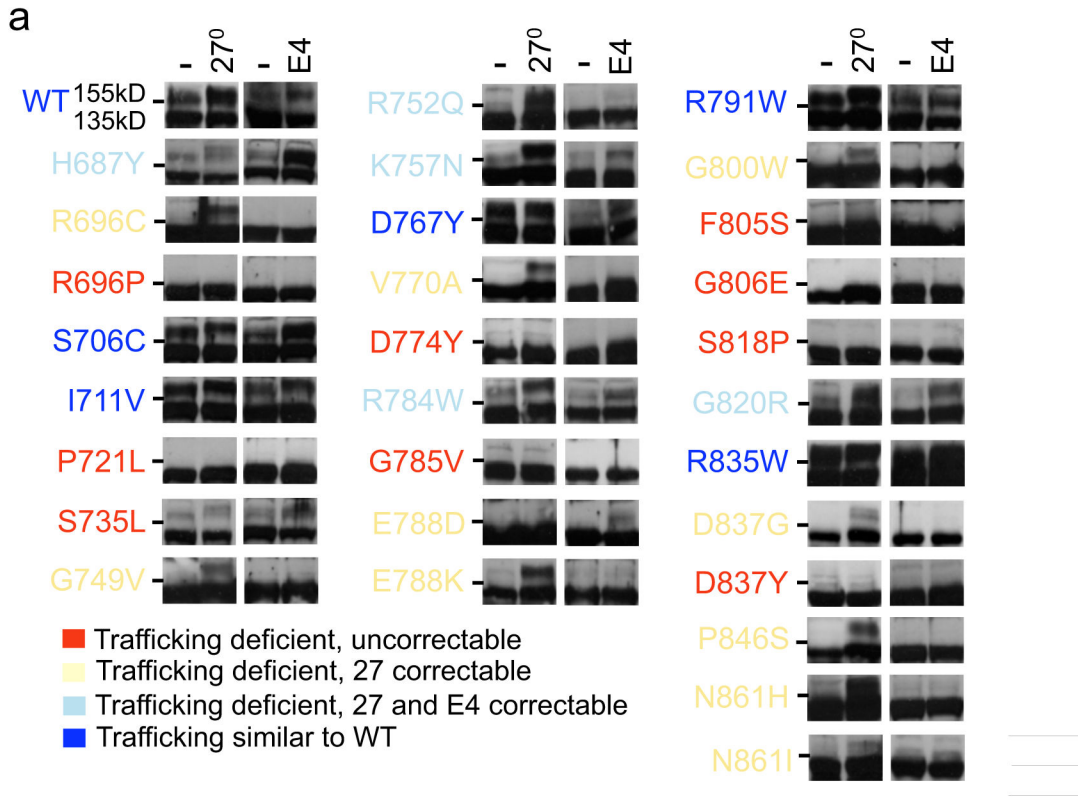 a
- 27⁰ - E4
WT 155kD
135kD
H687Y
R696C
R696P
S706C
I711V
P721L
S735L
G749V
- 27⁰ - E4
R752Q
K757N
D767Y
V770A
D774Y
R784W
G785V
E788D
E788K
- 27⁰ - E4
R791W
G800W
F805S
G806E
S818P
G820R
R835W
D837G
D837Y
P846S
N861H
N861I
Trafficking deficient, uncorrectable
Trafficking deficient, 27 correctable
Trafficking deficient, 27 and E4 correctable
Trafficking similar to WT